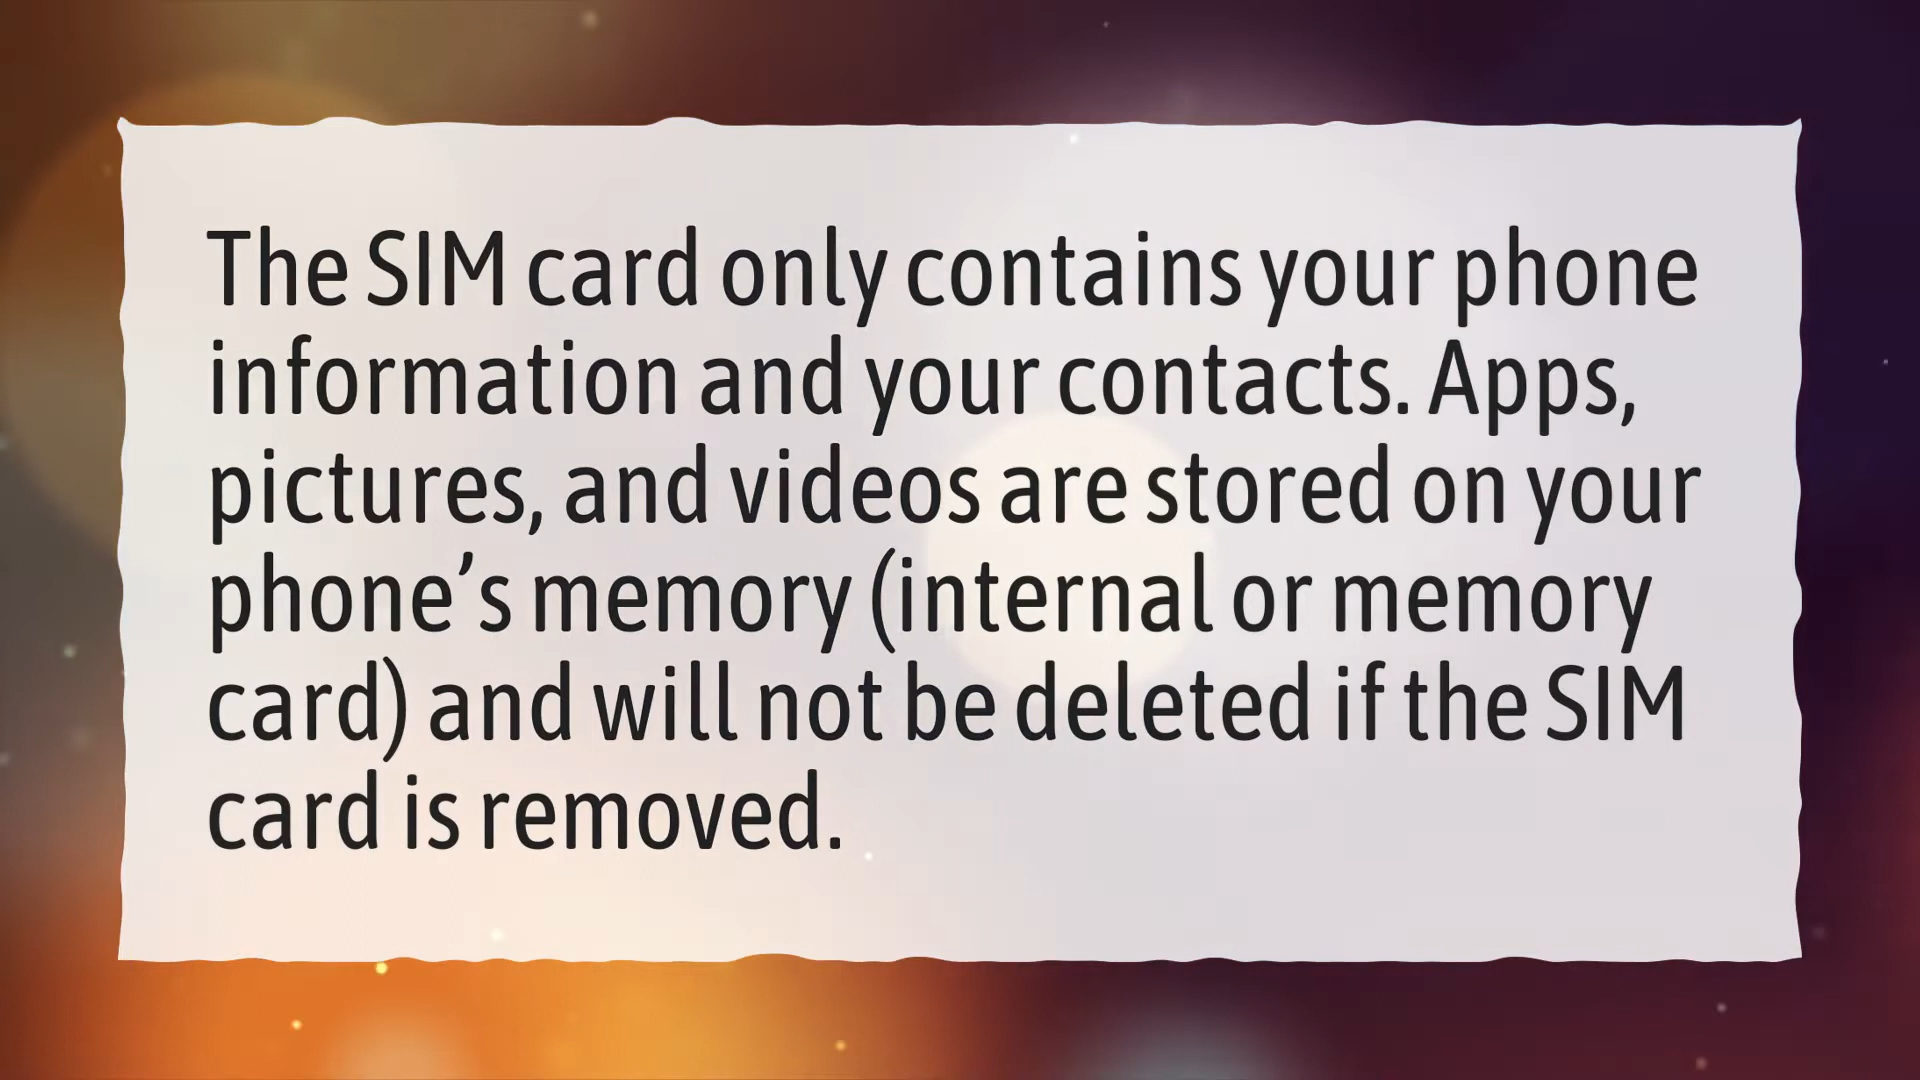 The SIM card only contains your phone
information and your contacts. Apps,
pictures, and videos are stored on your
phone’s memory (internal or memory
card) and will not be deleted if the SIM
card is removed.